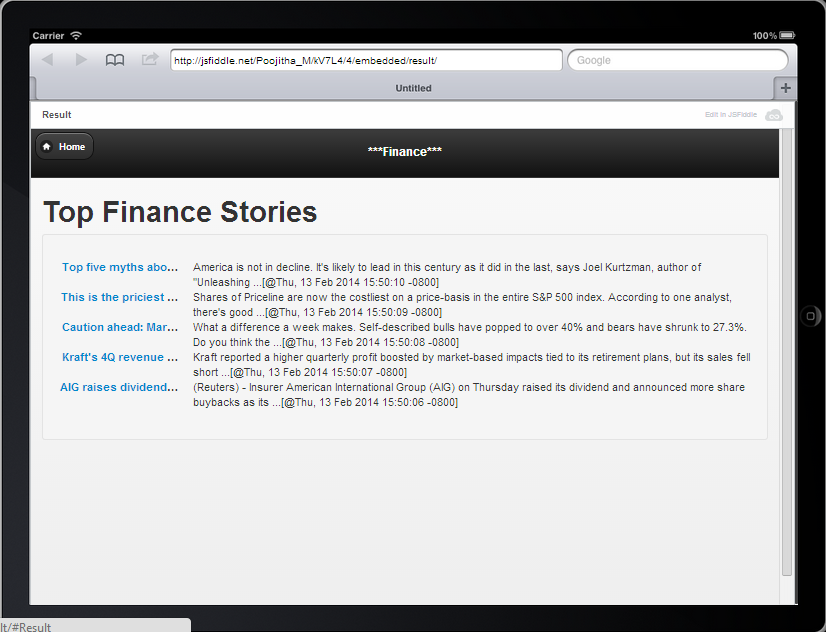 Carrier 100%
http://jsfiddle.net/Poojitha_M/kV7L4/4/embedded/result/ Google
Untitled +
Result Edit in JSFiddle
Home ***Finance***
Top Finance Stories
Top five myths abo... America is not in decline. It's likely to lead in this century as it did in the last, says Joel Kurtzman, author of
"Unleashing ...[@Thu, 13 Feb 2014 15:50:10 -0800]
This is the priciest ... Shares of Priceline are now the costliest on a price-basis in the entire S&P 500 index. According to one analyst,
there's good ...[@Thu, 13 Feb 2014 15:50:09 -0800]
Caution ahead: Mar... What a difference a week makes. Self-described bulls have popped to over 40% and bears have shrunk to 27.3%.
Do you think the ...[@Thu, 13 Feb 2014 15:50:08 -0800]
Kraft's 4Q revenue ... Kraft reported a higher quarterly profit boosted by market-based impacts tied to its retirement plans, but its sales fell
short ...[@Thu, 13 Feb 2014 15:50:07 -0800]
AIG raises dividend... (Reuters) - Insurer American International Group (AIG) on Thursday raised its dividend and announced more share
buybacks as its ...[@Thu, 13 Feb 2014 15:50:06 -0800]
lt/#Result